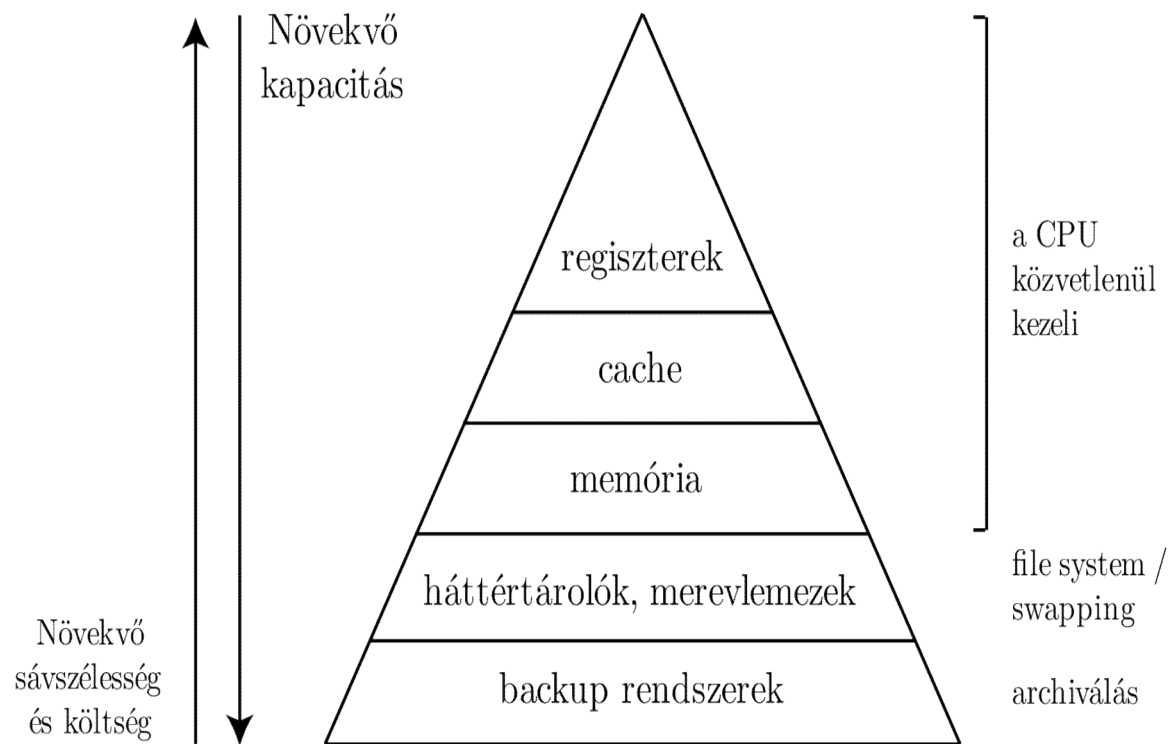 Növekvő
kapacitás
regiszterek
cache
memória
háttértárolók, merevlemezek
backup rendszerek
a CPU
közvetlenül
kezeli
file system /
swapping
archiválás
Növekvő
sávszélesség
és költség